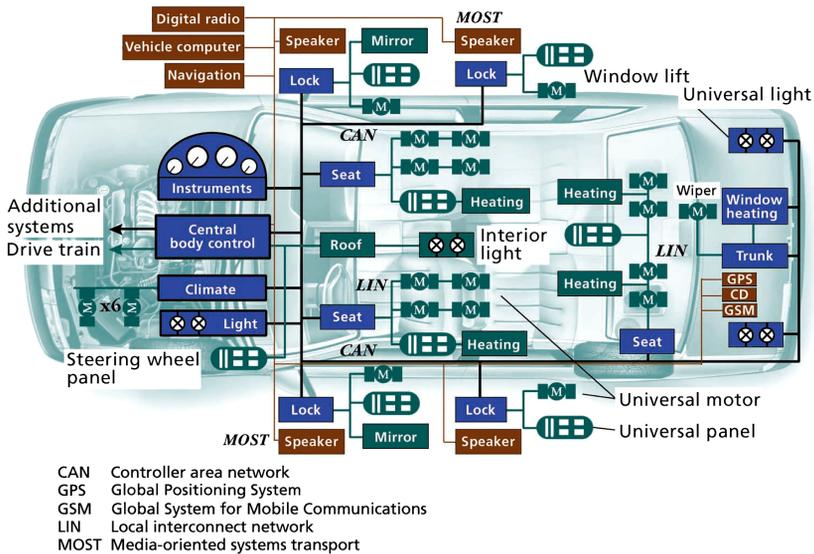 Digital radio
MOST
Vehicle computer
Speaker
Mirror
Speaker
Navigation
Lock
Lock
Window lift
M
M
Universal light
CAN
M M
M M
Instruments
Seat
Heating
Heating
M
M
Wiper
M
Window heating
Additional systems
Drive train
Central body control
Roof
Interior light
LIN
Trunk
Climate
LIN
M M
Heating
M
M
GPS
CD
GSM
M x6 M
Light
Seat
M M
CAN
Heating
Seat
Steering wheel panel
M
M
Universal motor
Lock
Lock
MOST
Speaker
Mirror
Speaker
Universal panel
CAN Controller area network
GPS Global Positioning System
GSM Global System for Mobile Communications
LIN Local interconnect network
MOST Media-oriented systems transport